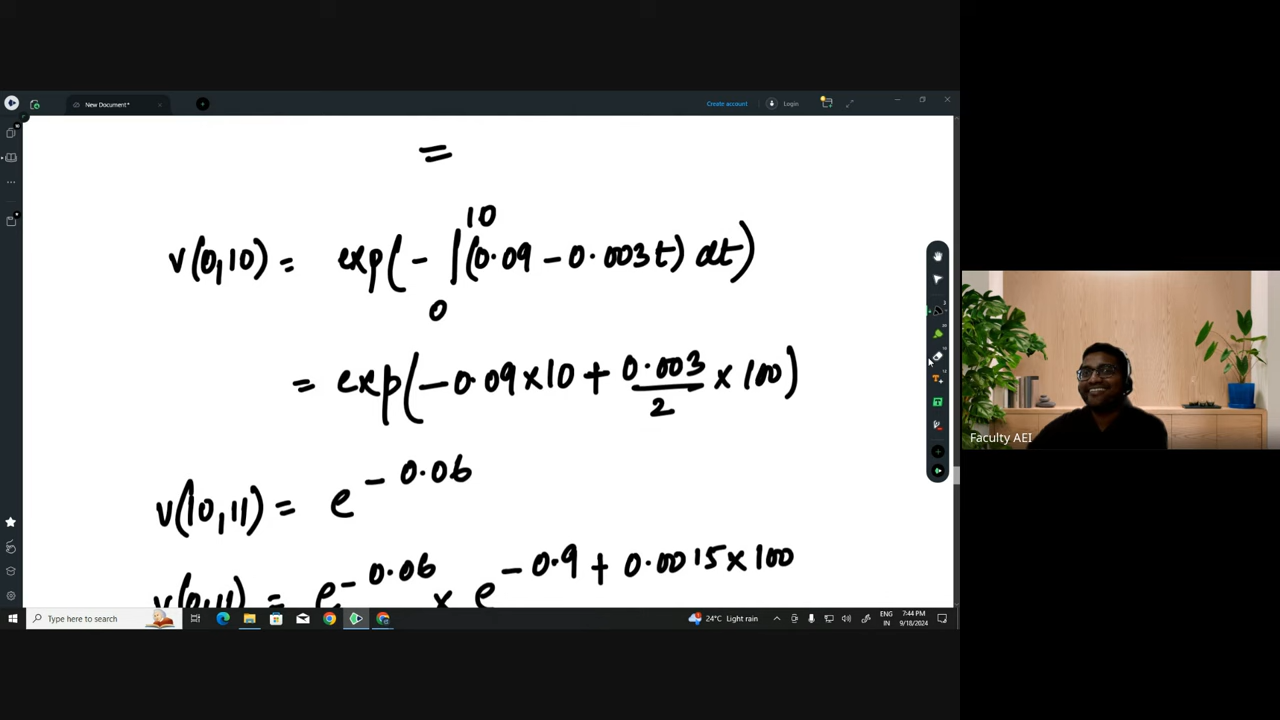 New Document*
Create account
Login
=
v(0,10) = exp(- ∫₀¹⁰ (0.09 - 0.003t) dt)
= exp(-0.09×10 + 0.003/2 × 100)
v(10,11) = e^{-0.06}
v(0,11) = e^{-0.06} × e^{-0.9 + 0.0015×100}
Faculty AEI
Type here to search
24°C Light rain
ENG
IN
7:44 PM
9/18/2024